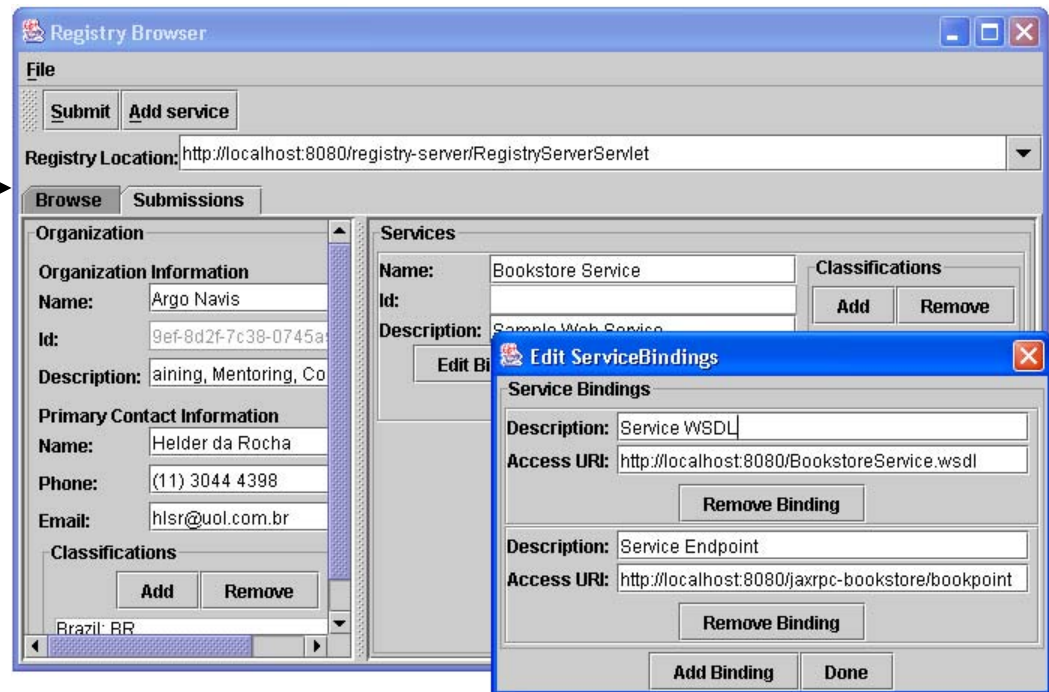 Registry Browser
File
Submit Add service
Registry Location: http://localhost:8080/registry-server/RegistryServerServlet
Browse Submissions
Organization
Organization Information
Name: Argo Navis
Id: 9ef-8d2f-7c38-0745a
Description: aining, Mentoring, Co
Primary Contact Information
Name: Helder da Rocha
Phone: (11) 3044 4398
Email: hlsr@uol.com.br
Classifications
Add Remove
Brazil: BR
Services
Name: Bookstore Service
Id:
Description: Sample Web Service
Edit Bi
Classifications
Add Remove
Edit ServiceBindings
Service Bindings
Description: Service WSDL
Access URI: http://localhost:8080/BookstoreService.wsdl
Remove Binding
Description: Service Endpoint
Access URI: http://localhost:8080/jaxrpc-bookstore/bookpoint
Remove Binding
Add Binding Done